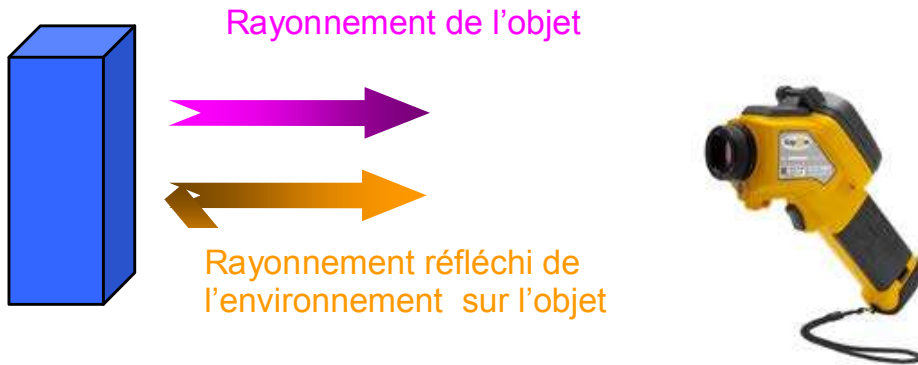 Rayonnement de l’objet
Rayonnement réfléchi de
l’environnement  sur l’objet